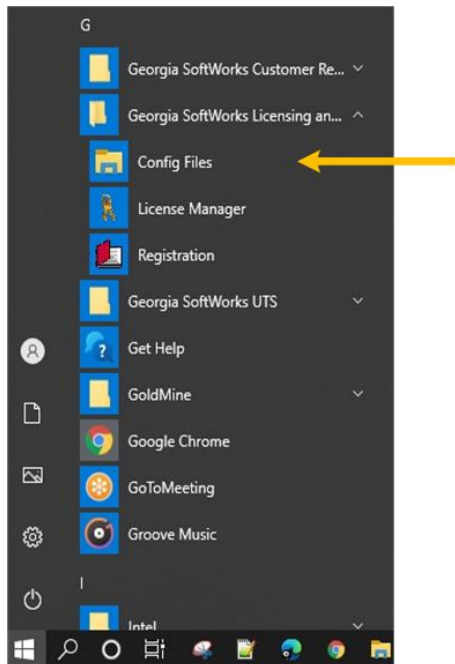 G
Georgia SoftWorks Customer Re...
Georgia SoftWorks Licensing an...
Config Files
License Manager
Registration
Georgia SoftWorks UTS
Get Help
GoldMine
Google Chrome
GoToMeeting
Groove Music
I
Intel